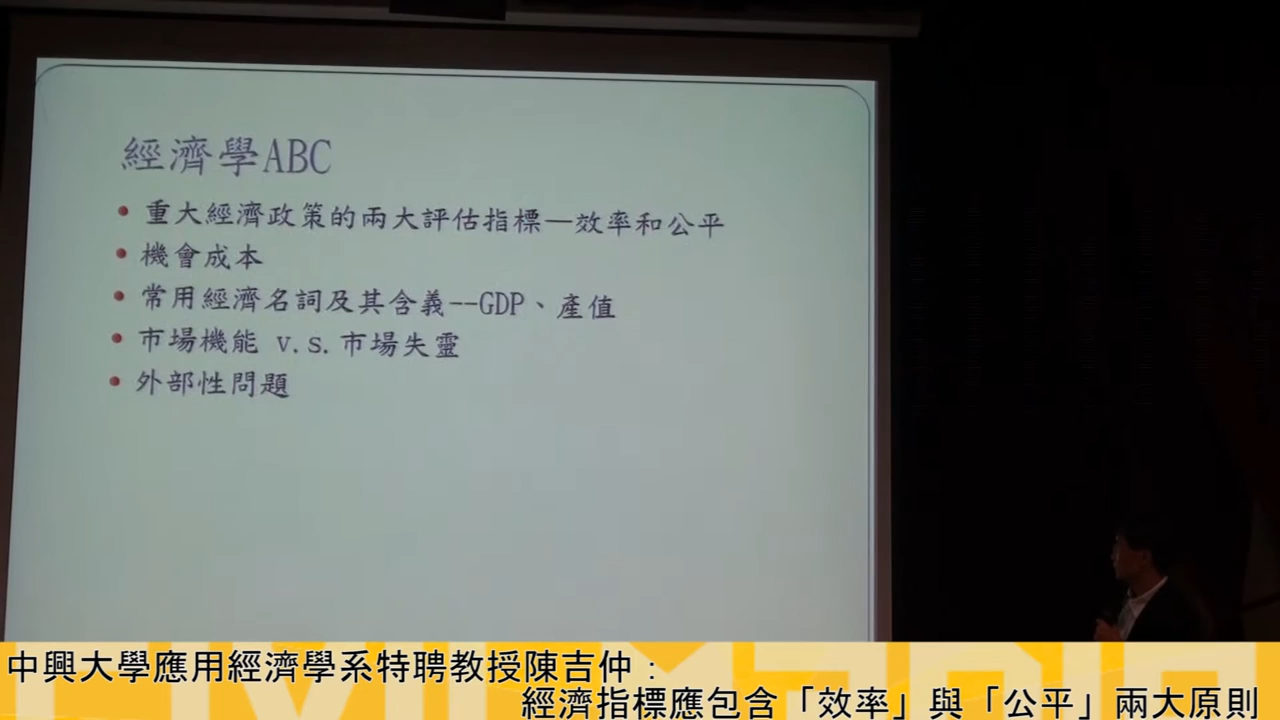 經濟學ABC
重大經濟政策的兩大評估指標—效率和公平
機會成本
常用經濟名詞及其含義--GDP、產值
市場機能 v.s.市場失靈
外部性問題
中興大學應用經濟學系特聘教授陳吉仲：
經濟指標應包含「效率」與「公平」兩大原則